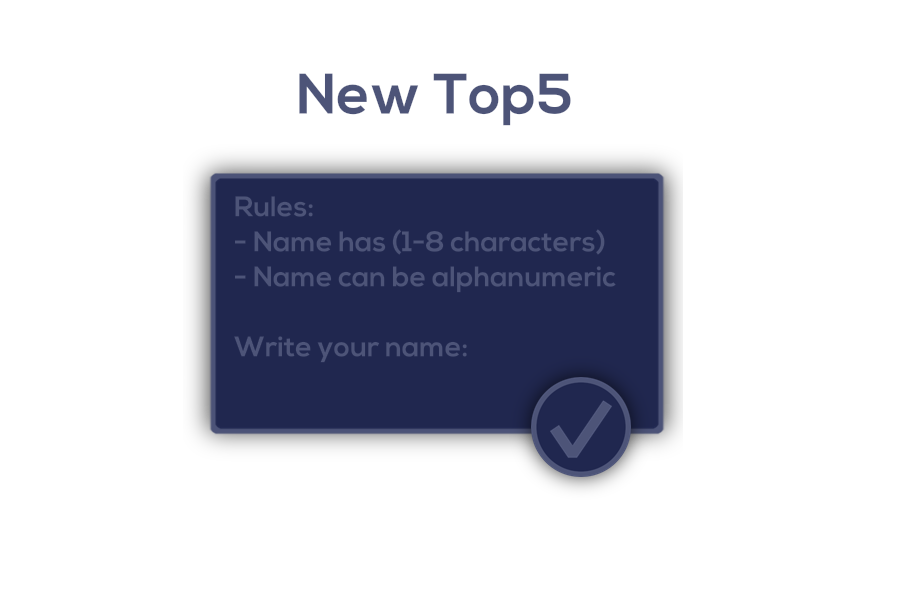 New Top5
Rules:
- Name has (1-8 characters)
- Name can be alphanumeric
Write your name: